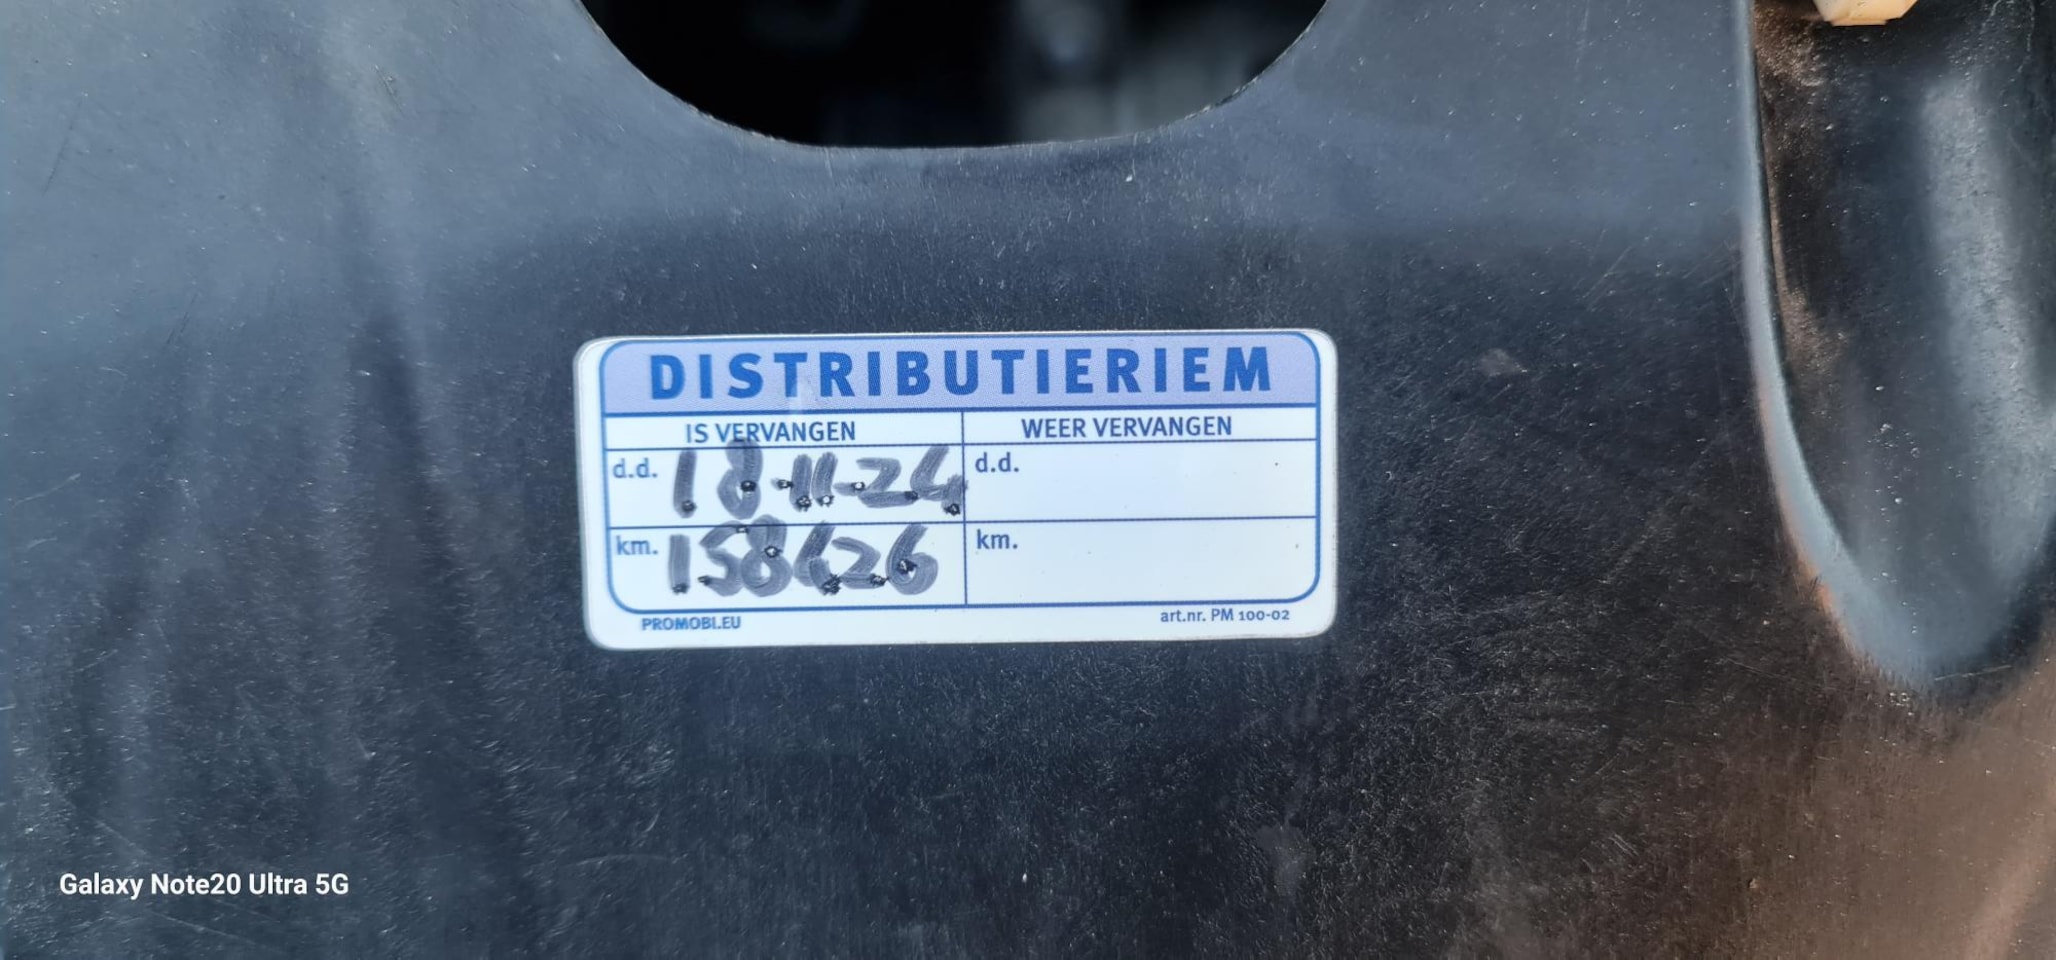 DISTRIBUTIERIEM
IS VERVANGEN WEER VERVANGEN
d.d. 18-11-24 d.d.
km. 158626 km.
PROMOBI.EU art.nr. PM 100-02
Galaxy Note20 Ultra 5G